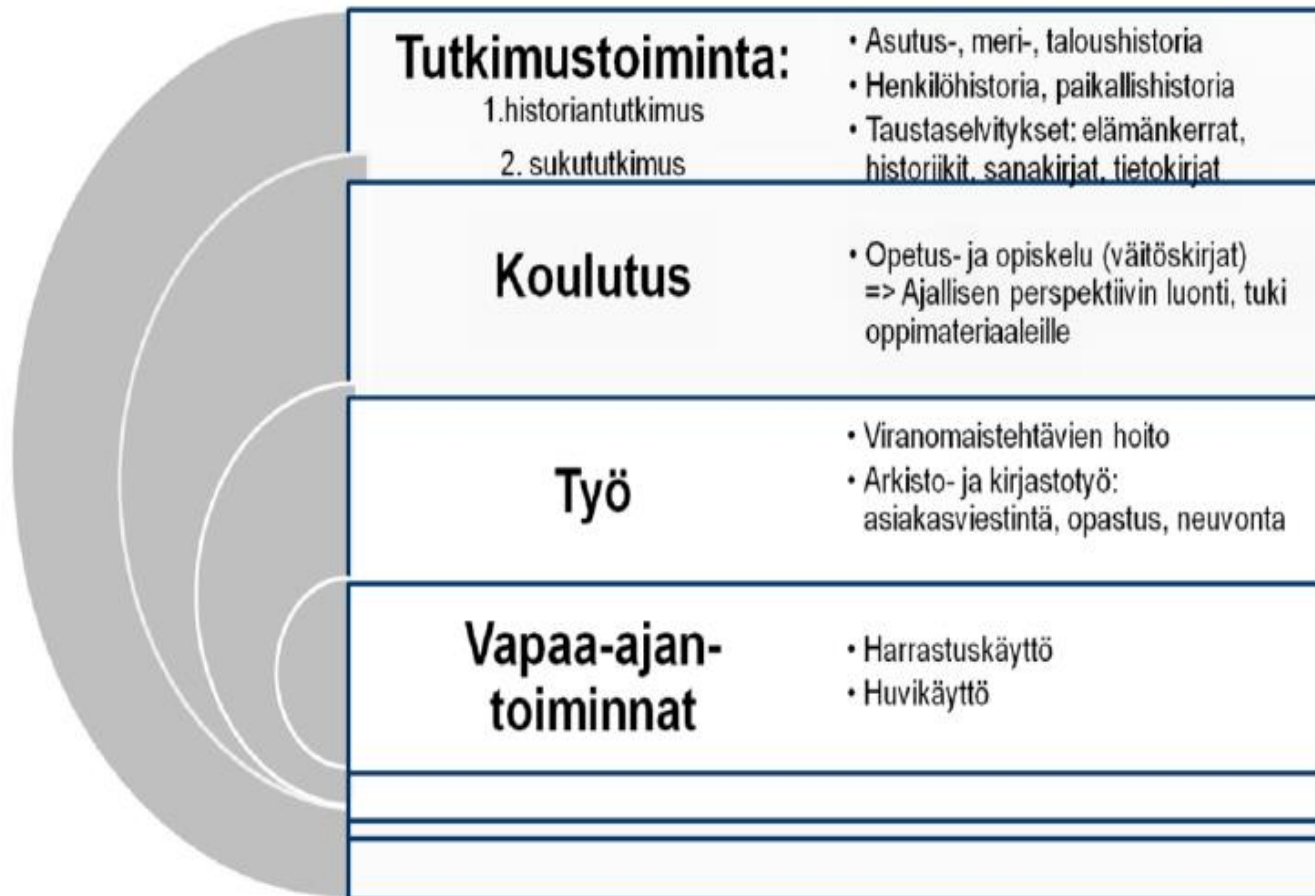 Tutkimustoiminta:
1.historiantutkimus
2. sukututkimus
• Asutus-, meri-, taloushistoria
• Henkilöhistoria, paikallishistoria
• Taustaselvitykset: elämänkerrat,
historiikit, sanakirjat, tietokirjat
Koulutus
• Opetus- ja opiskelu (väitöskirjat)
=> Ajallisen perspektiivin luonti, tuki
oppimateriaaleille
Työ
• Viranomaistehtävien hoito
• Arkisto- ja kirjastotyö:
asiakasviestintä, opastus, neuvonta
Vapaa-ajan-
toiminnat
• Harrastuskäyttö
• Huvikäyttö